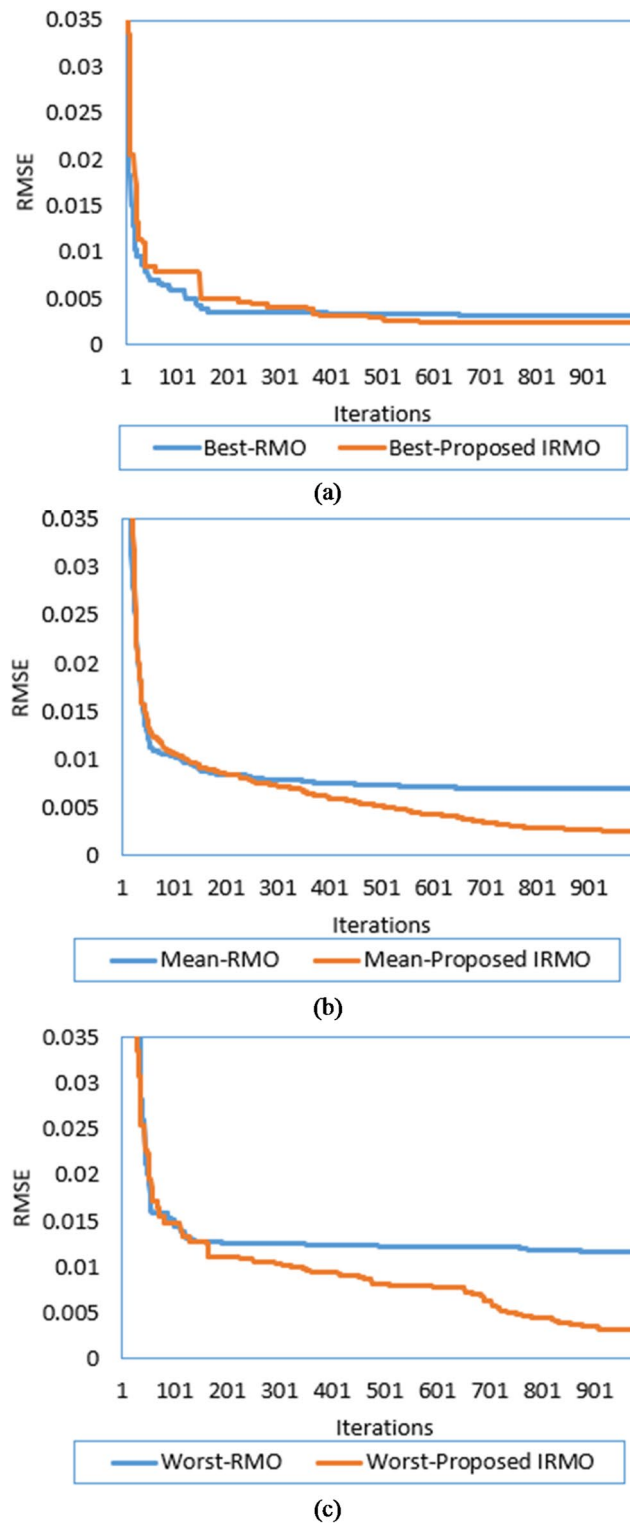 0.035
0.03
0.025
0.02
0.015
0.01
0.005
0
RMSE
1 101 201 301 401 501 601 701 801 901
Iterations
Best-RMO Best-Proposed IRMO
(a)
0.035
0.03
0.025
0.02
0.015
0.01
0.005
0
RMSE
1 101 201 301 401 501 601 701 801 901
Iterations
Mean-RMO Mean-Proposed IRMO
(b)
0.035
0.03
0.025
0.02
0.015
0.01
0.005
0
RMSE
1 101 201 301 401 501 601 701 801 901
Iterations
Worst-RMO Worst-Proposed IRMO
(c)